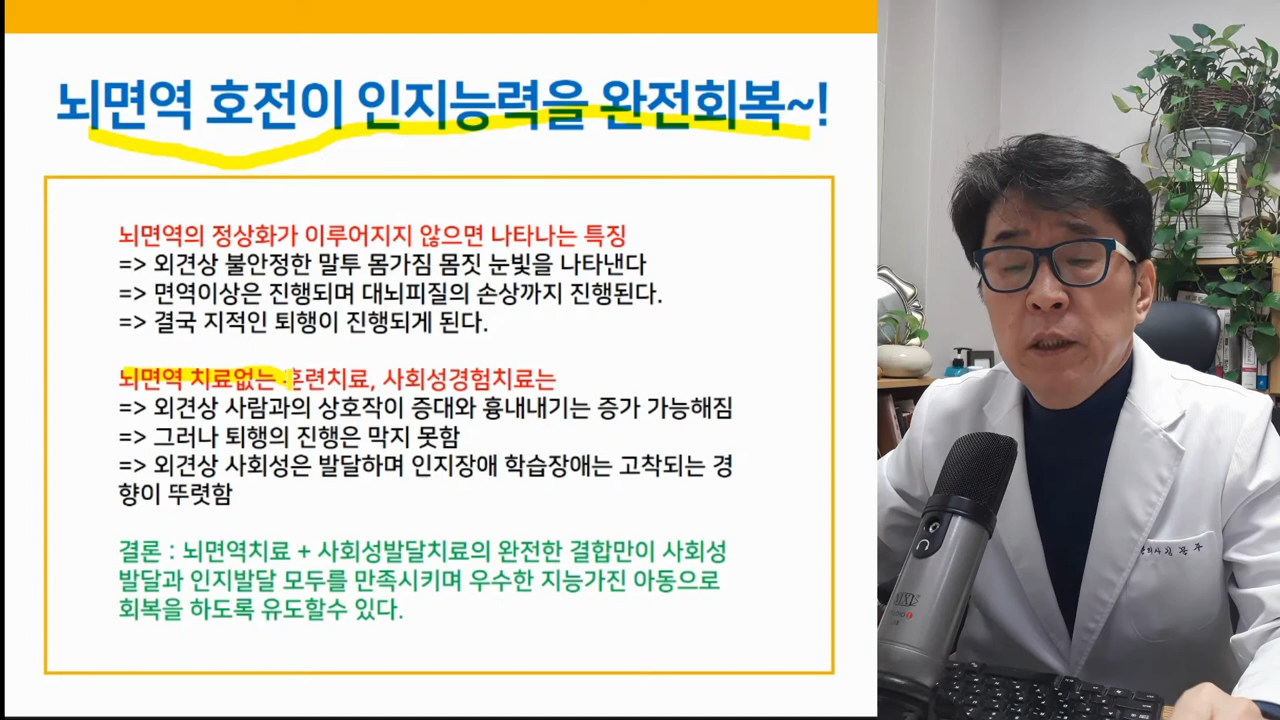 뇌면역 호전이 인지능력을 완전회복~!
뇌면역의 정상화가 이루어지지 않으면 나타나는 특징
=> 외견상 불안정한 말투 몸가짐 몸짓 눈빛을 나타낸다
=> 면역이상은 진행되며 대뇌피질의 손상까지 진행된다.
=> 결국 지적인 퇴행이 진행되게 된다.
뇌면역 치료없는 훈련치료, 사회성경험치료는
=> 외견상 사람과의 상호작이 증대와 흉내내기는 증가 가능해짐
=> 그러나 퇴행의 진행은 막지 못함
=> 외견상 사회성은 발달하며 인지장애 학습장애는 고착되는 경
향이 뚜렷함
결론 : 뇌면역치료 + 사회성발달치료의 완전한 결합만이 사회성
발달과 인지발달 모두를 만족시키며 우수한 지능가진 아동으로
회복을 하도록 유도할수 있다.
MXL